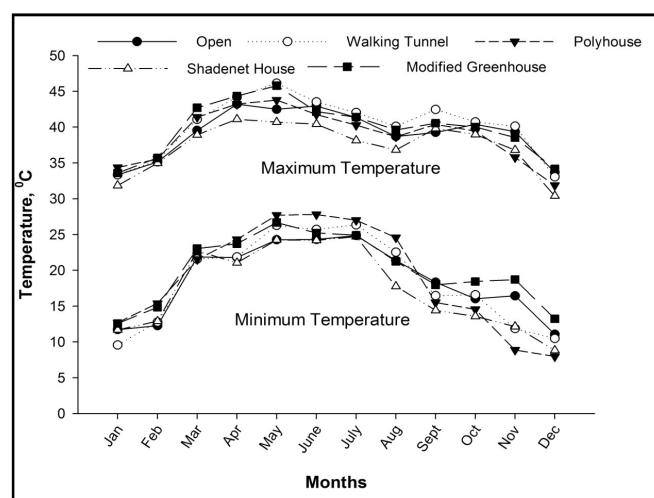 Open Walking Tunnel Polyhouse
Shadenet House Modified Greenhouse
50
45
40
35
30
25
20
15
10
5
0
Temperature, ⁰C
Maximum Temperature
Minimum Temperature
Jan Feb Mar Apr May June July Aug Sept Oct Nov Dec
Months